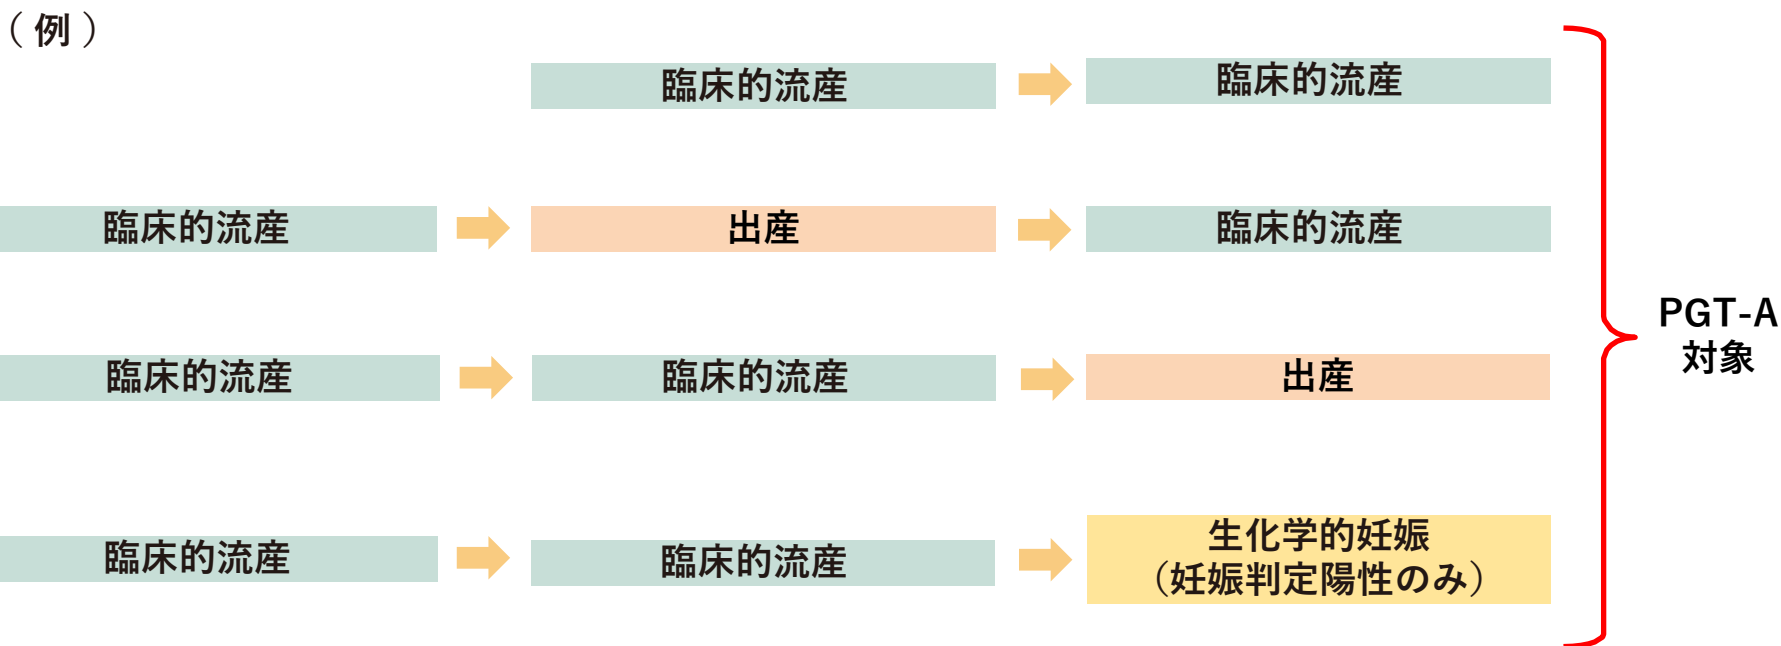 （ 例 ）
臨床的流産
臨床的流産
臨床的流産
出産
臨床的流産
臨床的流産
臨床的流産
出産
臨床的流産
臨床的流産
生化学的妊娠
（妊娠判定陽性のみ）
PGT-A
対象